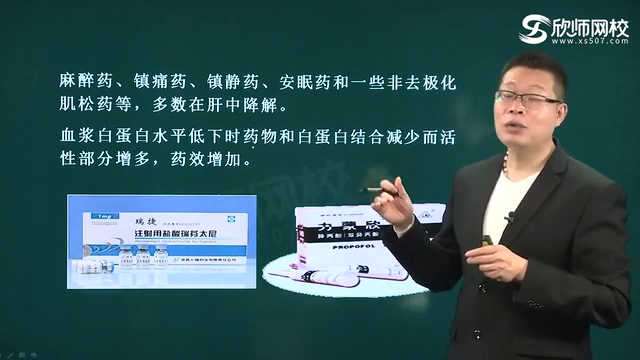 欣师网校
www.xs507.com
麻醉药、镇痛药、镇静药、安眠药和一些非去极化
肌松药等，多数在肝中降解。
血浆白蛋白水平低下时药物和白蛋白结合减少而活
性部分增多，药效增加。
1mg
瑞捷
注射用盐酸瑞芬太尼
力蒙欣
PROPOFOL